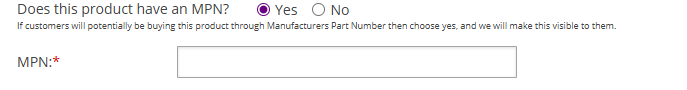 Does this product have an MPN? Yes No
If customers will potentially be buying this product through Manufacturers Part Number then choose yes, and we will make this visible to them.
MPN:*